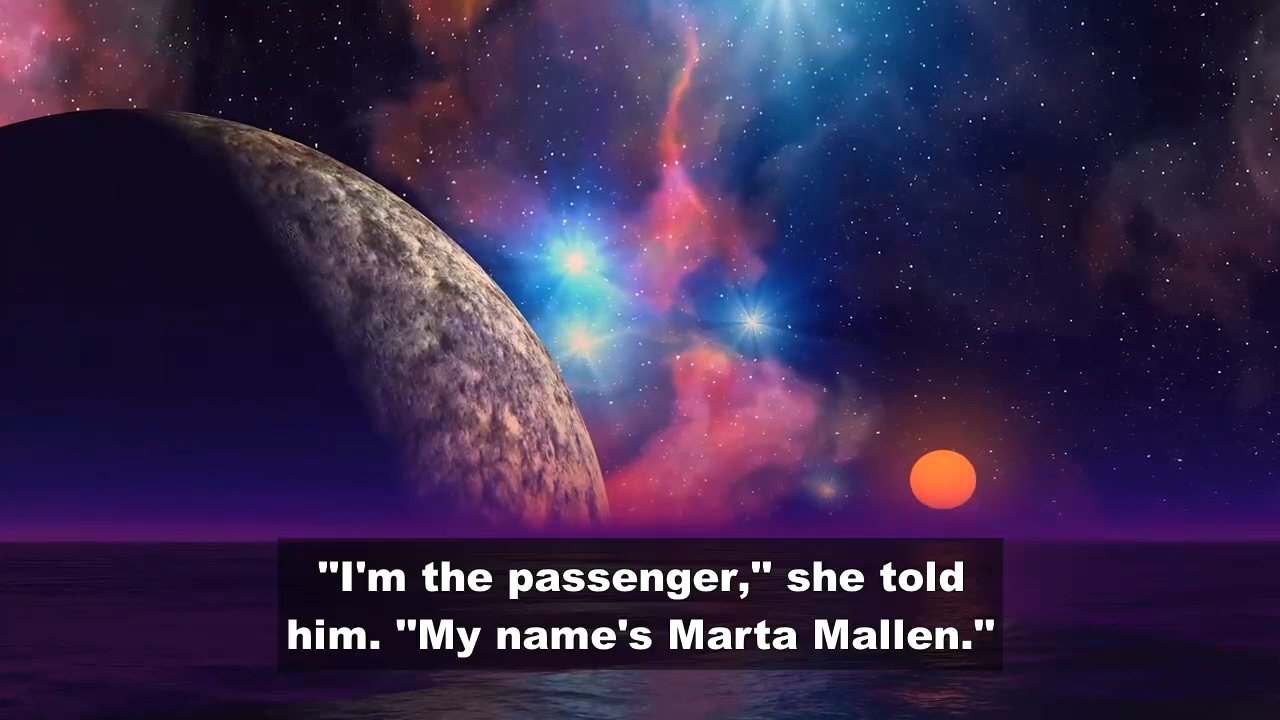 "I'm the passenger," she told
him. "My name's Marta Mallen."